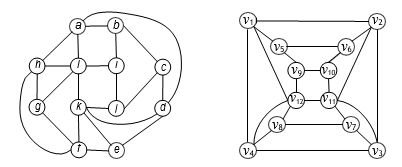 a b
h l i c
g k j d
f e
v₁ v₂
v₅ v₆
v₉ v₁₀
v₁₂ v₁₁
v₈ v₇
v₄ v₃